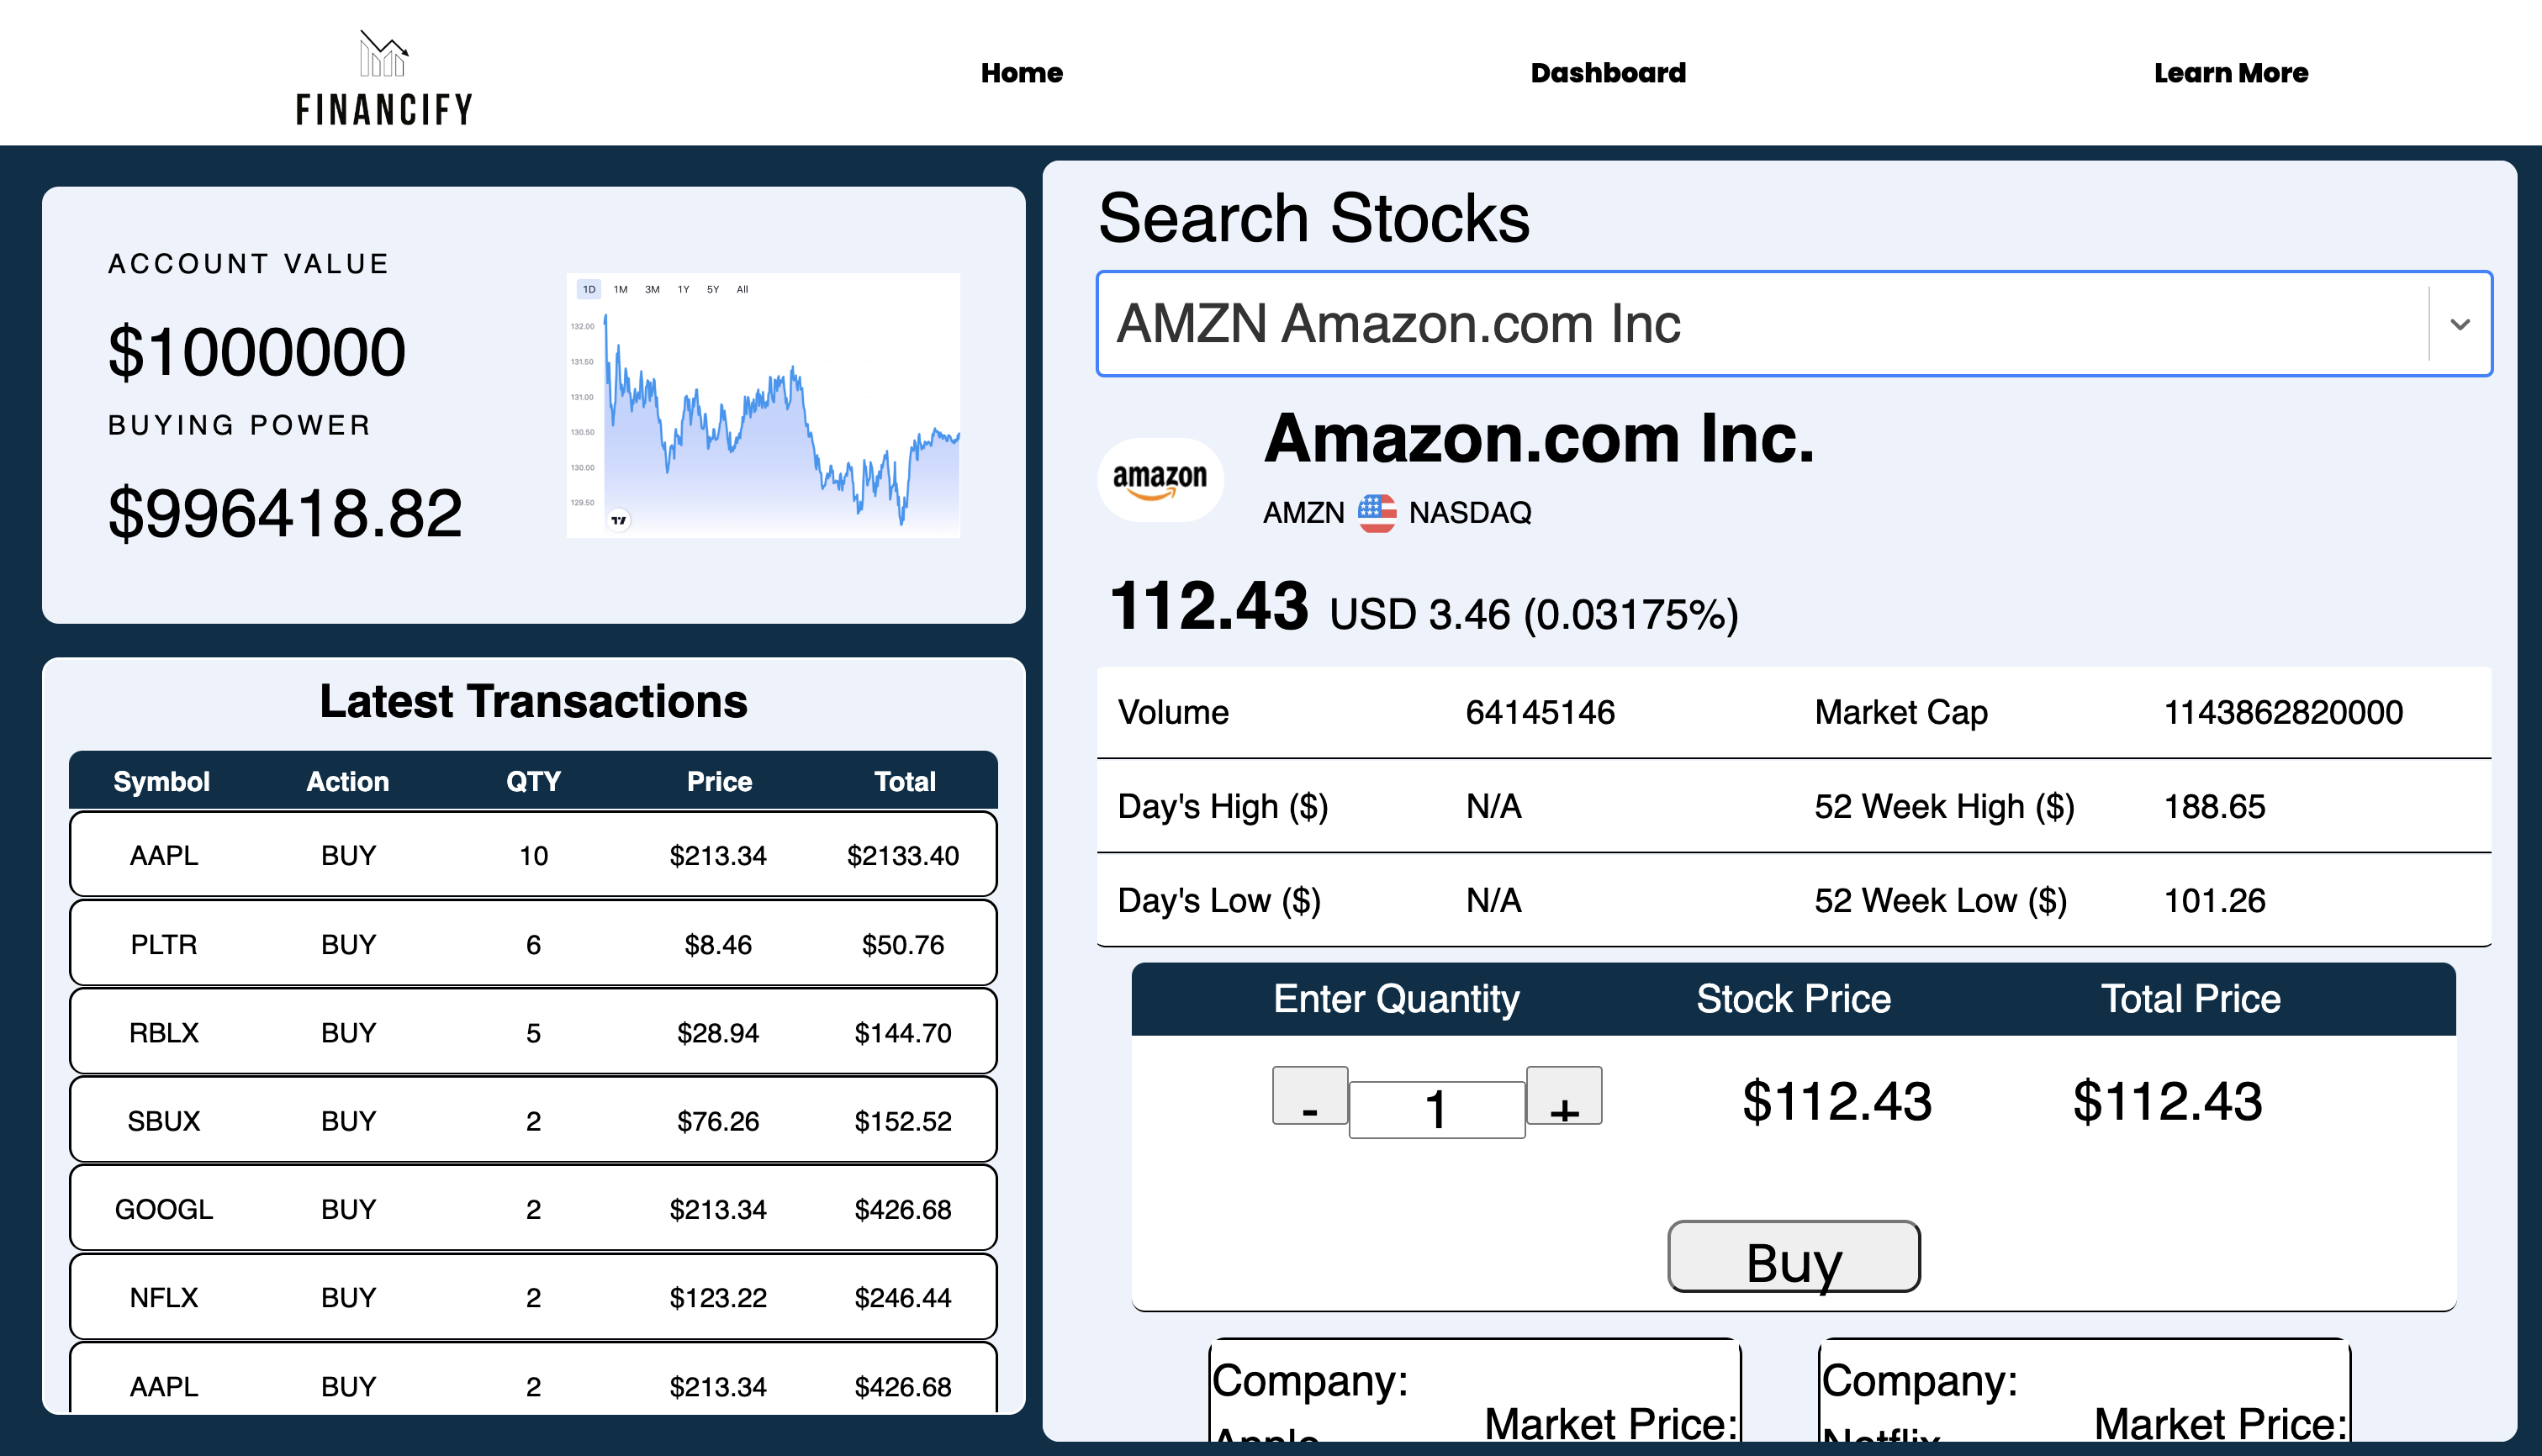 FINANCIFY
Home
Dashboard
Learn More
ACCOUNT VALUE
$1000000
BUYING POWER
$996418.82
1D 1M 3M 1Y 5Y All
132.00
131.50
131.00
130.50
130.00
129.50
Latest Transactions
Symbol Action QTY Price Total
AAPL BUY 10 $213.34 $2133.40
PLTR BUY 6 $8.46 $50.76
RBLX BUY 5 $28.94 $144.70
SBUX BUY 2 $76.26 $152.52
GOOGL BUY 2 $213.34 $426.68
NFLX BUY 2 $123.22 $246.44
AAPL BUY 2 $213.34 $426.68
Search Stocks
AMZN Amazon.com Inc
amazon
Amazon.com Inc.
AMZN NASDAQ
112.43 USD 3.46 (0.03175%)
Volume 64145146 Market Cap 1143862820000
Day's High ($) N/A 52 Week High ($) 188.65
Day's Low ($) N/A 52 Week Low ($) 101.26
Enter Quantity Stock Price Total Price
- 1 + $112.43 $112.43
Buy
Company:
Apple
Market Price:
Company:
Netflix
Market Price: